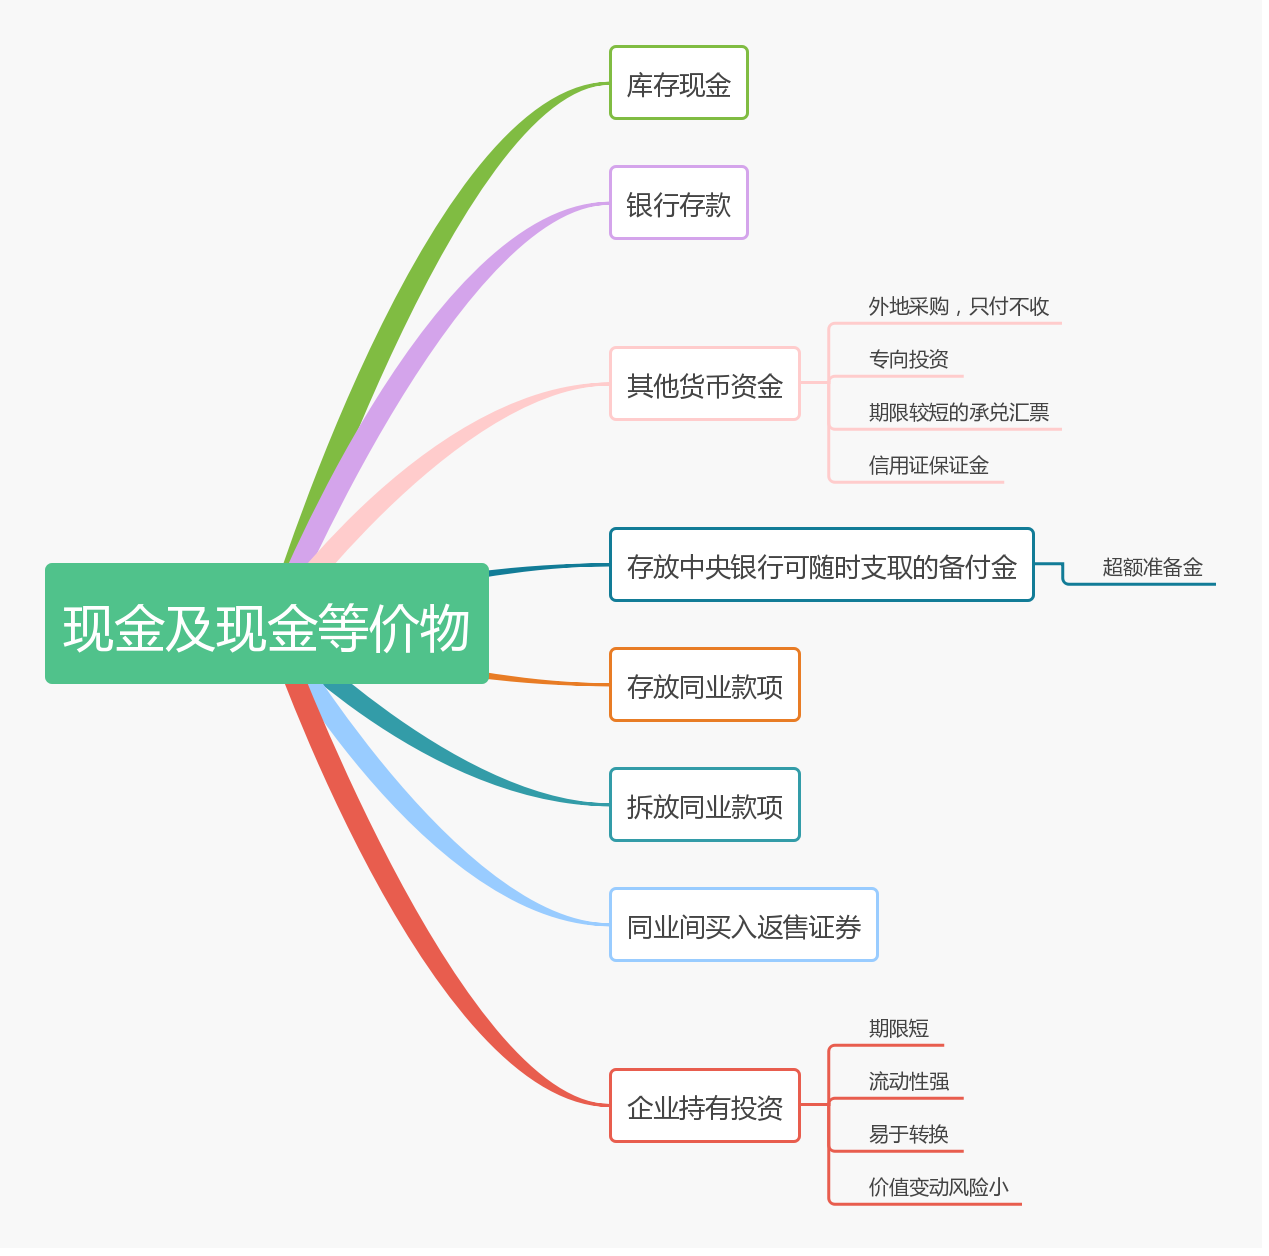 现金及现金等价物
库存现金
银行存款
其他货币资金
外地采购，只付不收
专向投资
期限较短的承兑汇票
信用证保证金
存放中央银行可随时支取的备付金
超额准备金
存放同业款项
拆放同业款项
同业间买入返售证券
企业持有投资
期限短
流动性强
易于转换
价值变动风险小